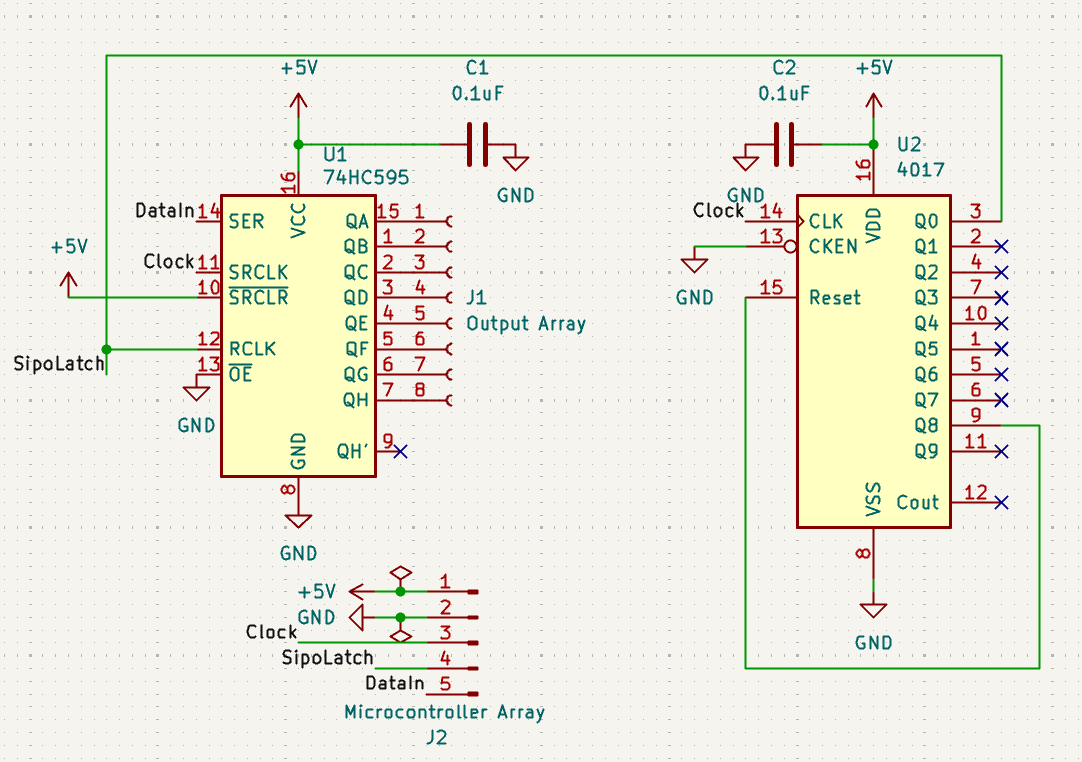 +5V
C1
0.1uF
GND
U1
74HC595
16
VCC
DataIn
14
SER
+5V
Clock
11
SRCLK
10
SRCLR
12
RCLK
SipoLatch
13
OE
GND
QA
15
1
QB
1
2
QC
2
3
QD
3
4
QE
4
5
QF
5
6
QG
6
7
QH
7
8
QH'
9
J1
Output Array
GND
8
GND
C2
0.1uF
GND
+5V
U2
4017
16
VDD
Clock
14
CLK
13
CKEN
GND
15
Reset
Q0
3
Q1
2
Q2
4
Q3
7
Q4
10
Q5
1
Q6
5
Q7
6
Q8
9
Q9
11
Cout
12
VSS
8
GND
+5V
1
GND
2
Clock
3
SipoLatch
4
DataIn
5
Microcontroller Array
J2